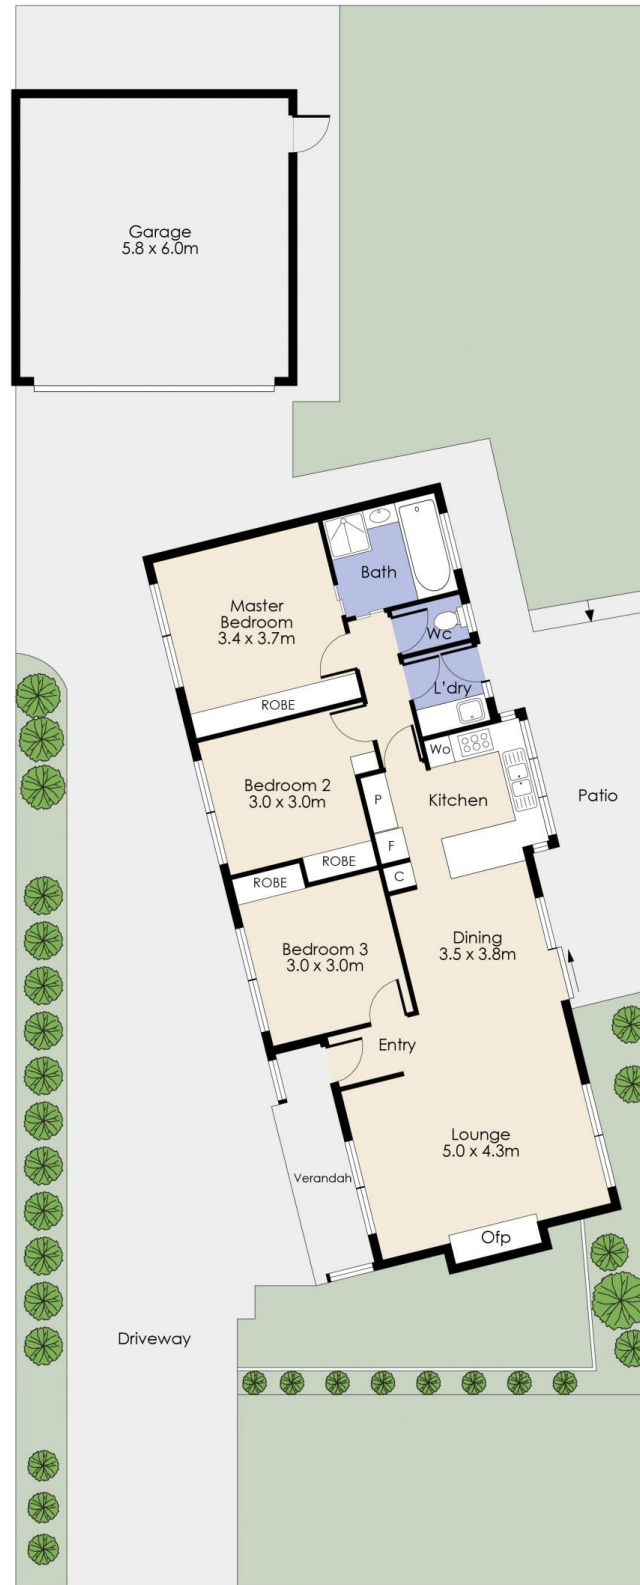 Garage
5.8 x 6.0m
Bath
Master
Bedroom
3.4 x 3.7m
Wc
L'dry
ROBE
Wo
Bedroom 2
3.0 x 3.0m
P
Kitchen
Patio
F
ROBE
ROBE
C
Bedroom 3
3.0 x 3.0m
Dining
3.5 x 3.8m
Entry
Lounge
5.0 x 4.3m
Verandah
Ofp
Driveway